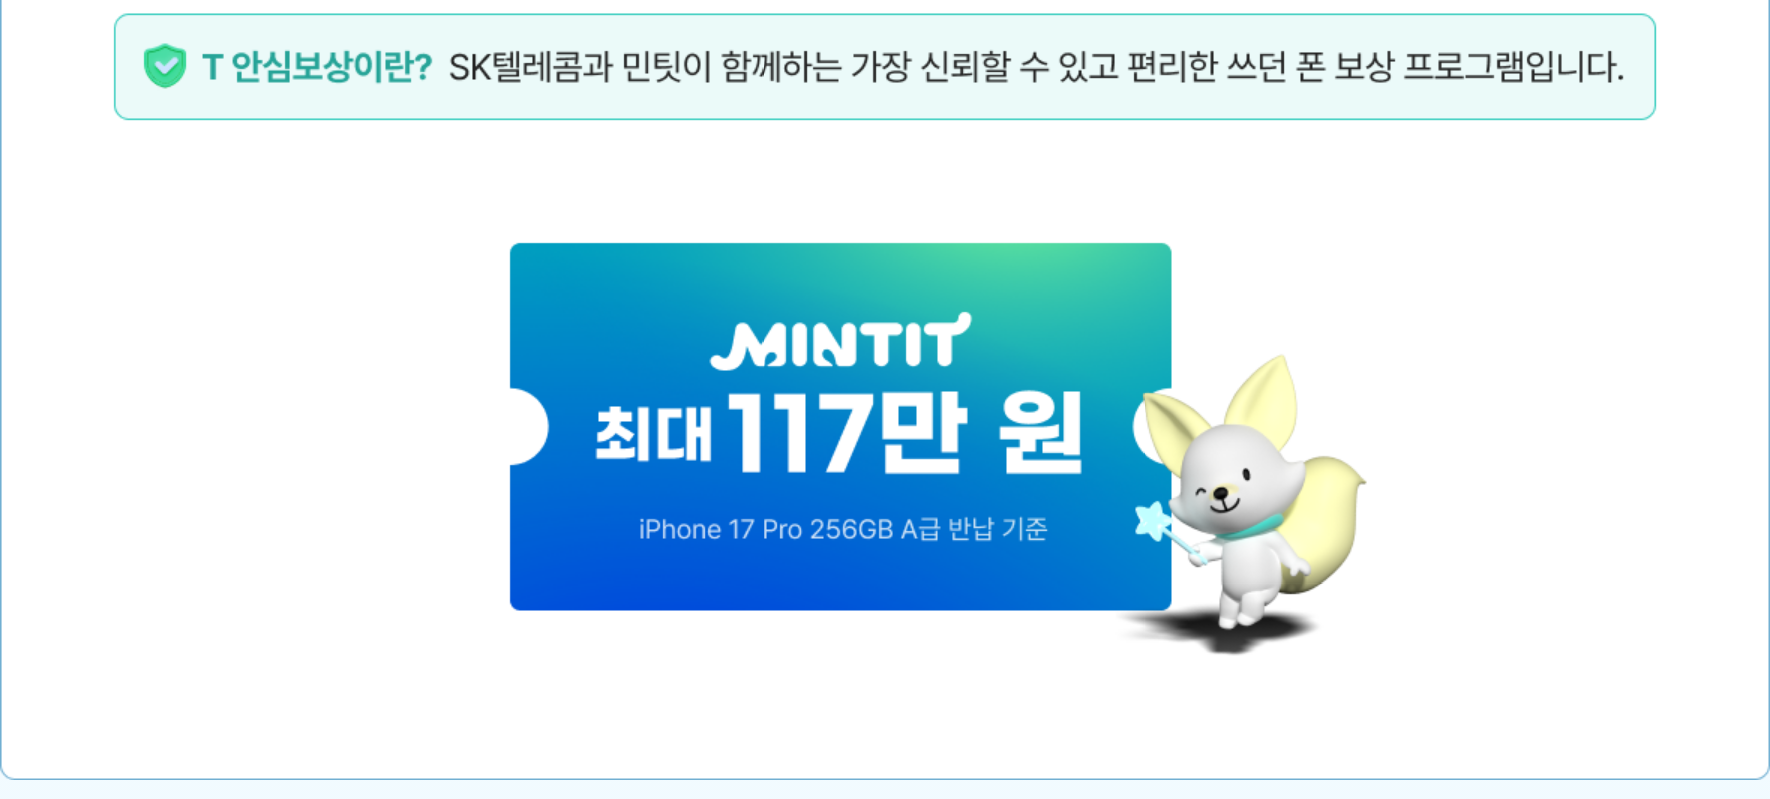 T 안심보상이란? SK텔레콤과 민팃이 함께하는 가장 신뢰할 수 있고 편리한 쓰던 폰 보상 프로그램입니다.
MINTIT
최대 117만 원
iPhone 17 Pro 256GB A급 반납 기준